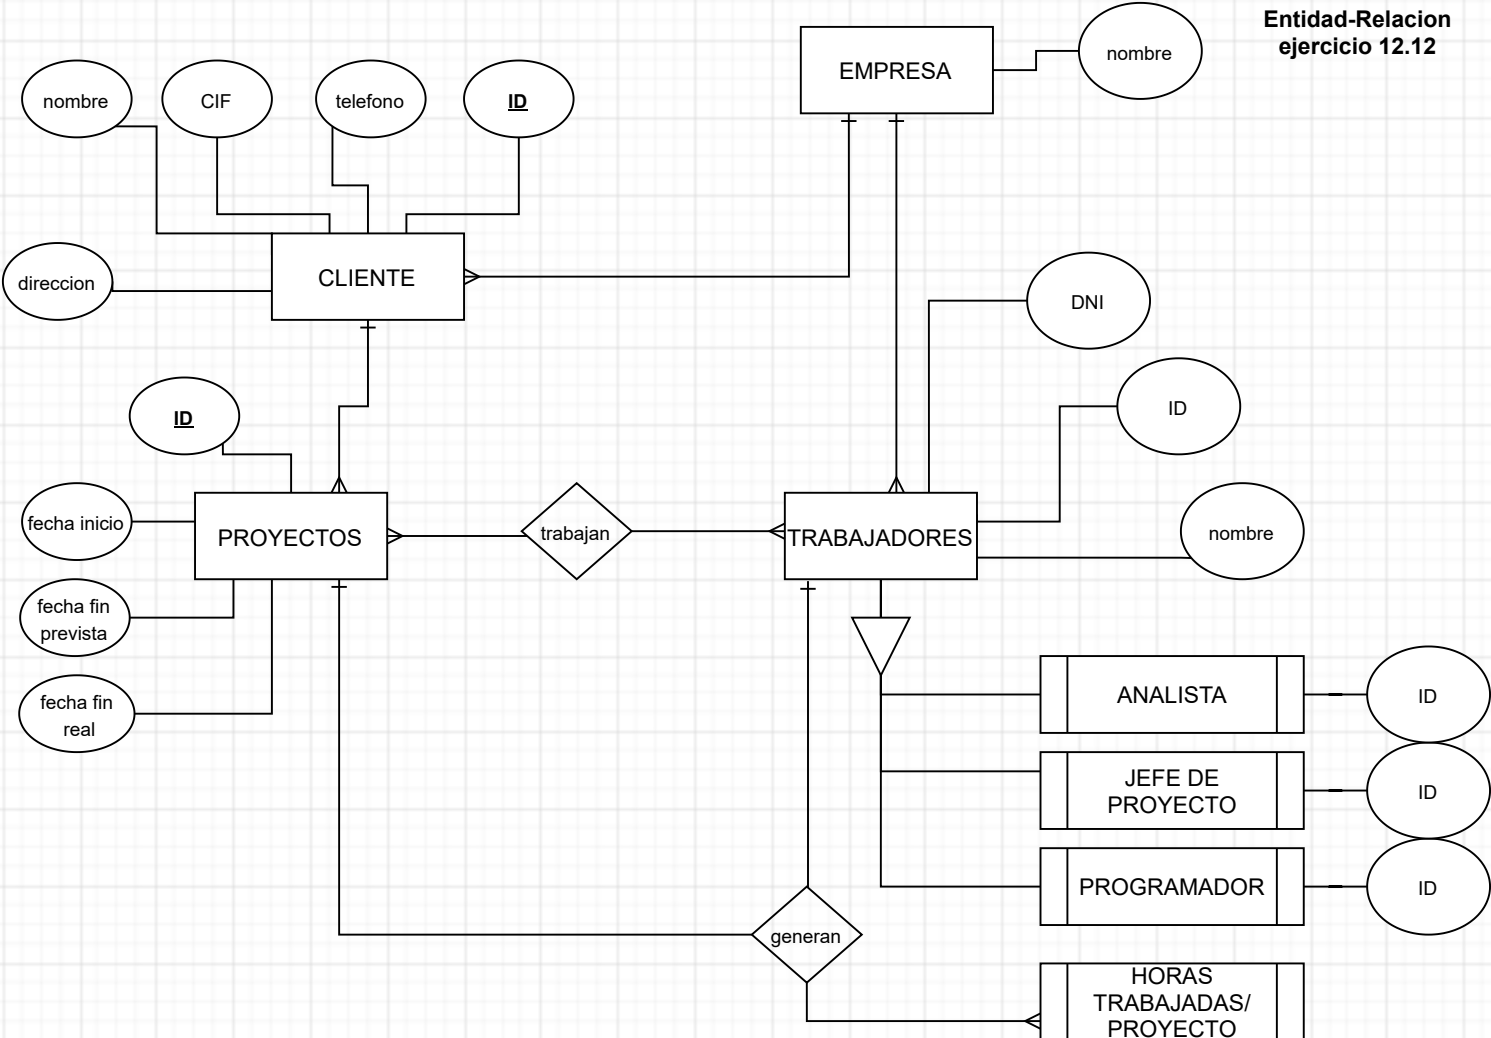 Entidad-Relacion
ejercicio 12.12
EMPRESA
nombre
nombre
CIF
telefono
ID
direccion
CLIENTE
DNI
ID
ID
fecha inicio
PROYECTOS
trabajan
TRABAJADORES
nombre
fecha fin
prevista
fecha fin
real
ANALISTA
ID
JEFE DE
PROYECTO
ID
PROGRAMADOR
ID
generan
HORAS
TRABAJADAS/
PROYECTO